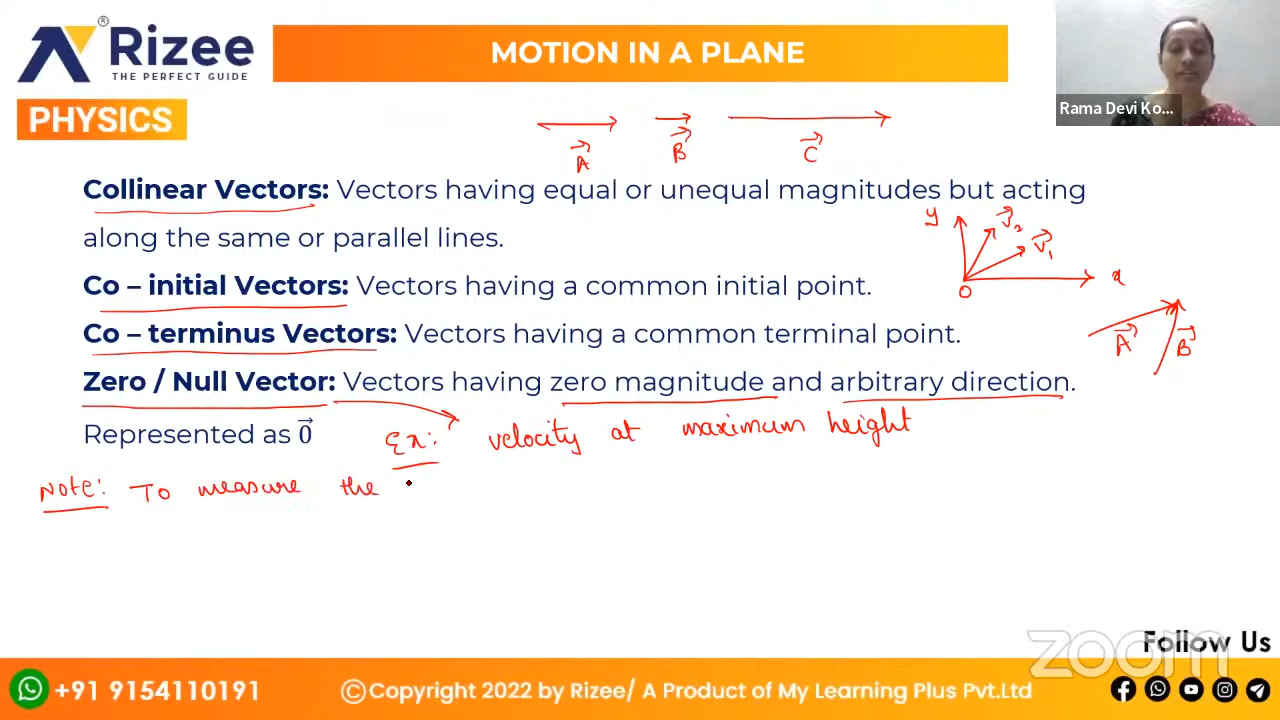 Rizee®
THE PERFECT GUIDE
MOTION IN A PLANE
Rama Devi Ko...
PHYSICS
A B C
Collinear Vectors: Vectors having equal or unequal magnitudes but acting
along the same or parallel lines.
y V₂ V₁
O x
Co – initial Vectors: Vectors having a common initial point.
Co – terminus Vectors: Vectors having a common terminal point.
A B
Zero / Null Vector: Vectors having zero magnitude and arbitrary direction.
Represented as 0⃗
Ex: velocity at maximum height
Note: To measure the
Follow Us
zoom
+91 9154110191
©Copyright 2022 by Rizee/ A Product of My Learning Plus Pvt.Ltd